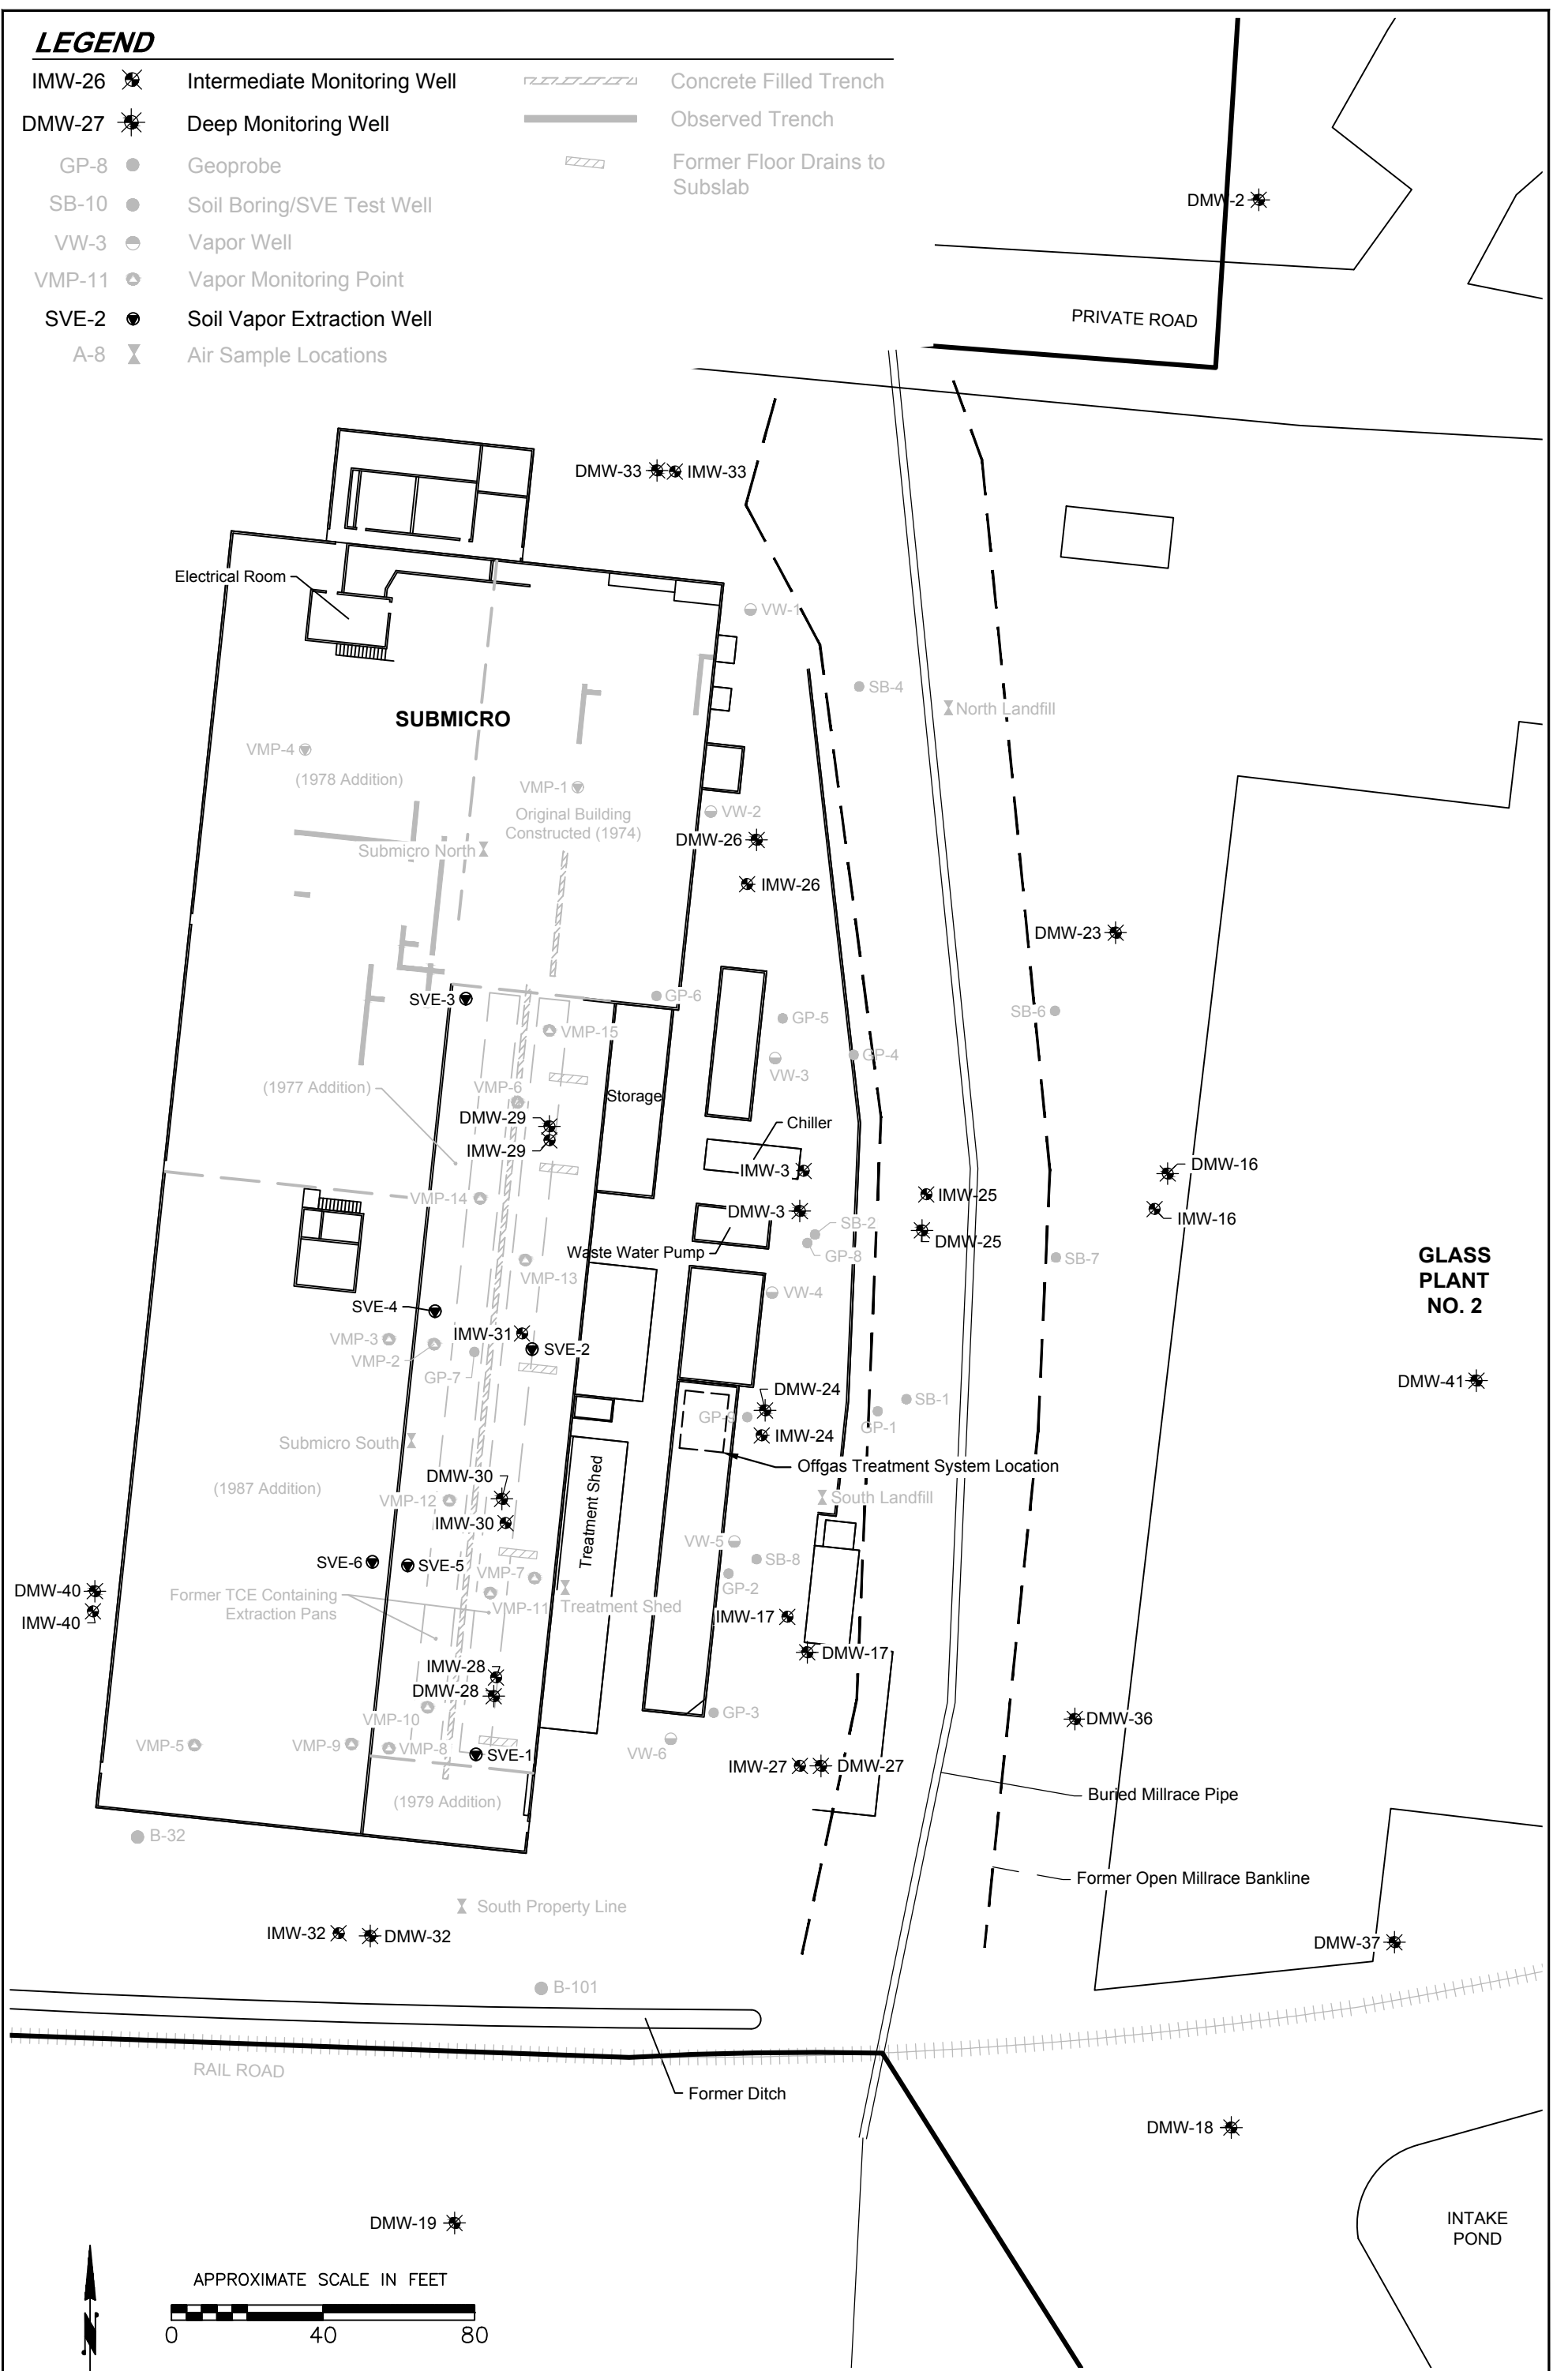 LEGEND
IMW-26 Intermediate Monitoring Well
DMW-27 Deep Monitoring Well
GP-8 Geoprobe
SB-10 Soil Boring/SVE Test Well
VW-3 Vapor Well
VMP-11 Vapor Monitoring Point
SVE-2 Soil Vapor Extraction Well
A-8 Air Sample Locations
Concrete Filled Trench
Observed Trench
Former Floor Drains to
Subslab
DMW-2
PRIVATE ROAD
DMW-33
IMW-33
Electrical Room
VW-1
SB-4
North Landfill
SUBMICRO
VMP-4
(1978 Addition)
VMP-1
Original Building
Constructed (1974)
VW-2
DMW-26
Submicro North
IMW-26
DMW-23
SVE-3
GP-6
GP-5
SB-6
VMP-15
GP-4
VW-3
(1977 Addition)
VMP-6
Storage
DMW-29
IMW-29
Chiller
IMW-3
DMW-16
VMP-14
IMW-25
DMW-3
IMW-16
SB-2
DMW-25
GP-8
Waste Water Pump
SB-7
GLASS
PLANT
NO. 2
VMP-13
VW-4
SVE-4
IMW-31
VMP-3
SVE-2
VMP-2
GP-7
DMW-24
DMW-41
SB-1
GP-9
GP-1
IMW-24
Submicro South
Offgas Treatment System Location
DMW-30
(1987 Addition)
VMP-12
South Landfill
IMW-30
Treatment Shed
VW-5
SVE-6
SVE-5
SB-8
VMP-7
GP-2
DMW-40
Former TCE Containing
Extraction Pans
VMP-11
Treatment Shed
IMW-17
IMW-40
DMW-17
IMW-28
DMW-28
VMP-10
GP-3
DMW-36
VMP-5
VMP-9
VMP-8
SVE-1
VW-6
IMW-27
DMW-27
Buried Millrace Pipe
(1979 Addition)
B-32
Former Open Millrace Bankline
South Property Line
IMW-32
DMW-32
DMW-37
B-101
RAIL ROAD
Former Ditch
DMW-18
DMW-19
INTAKE
POND
APPROXIMATE SCALE IN FEET
0 40 80
N